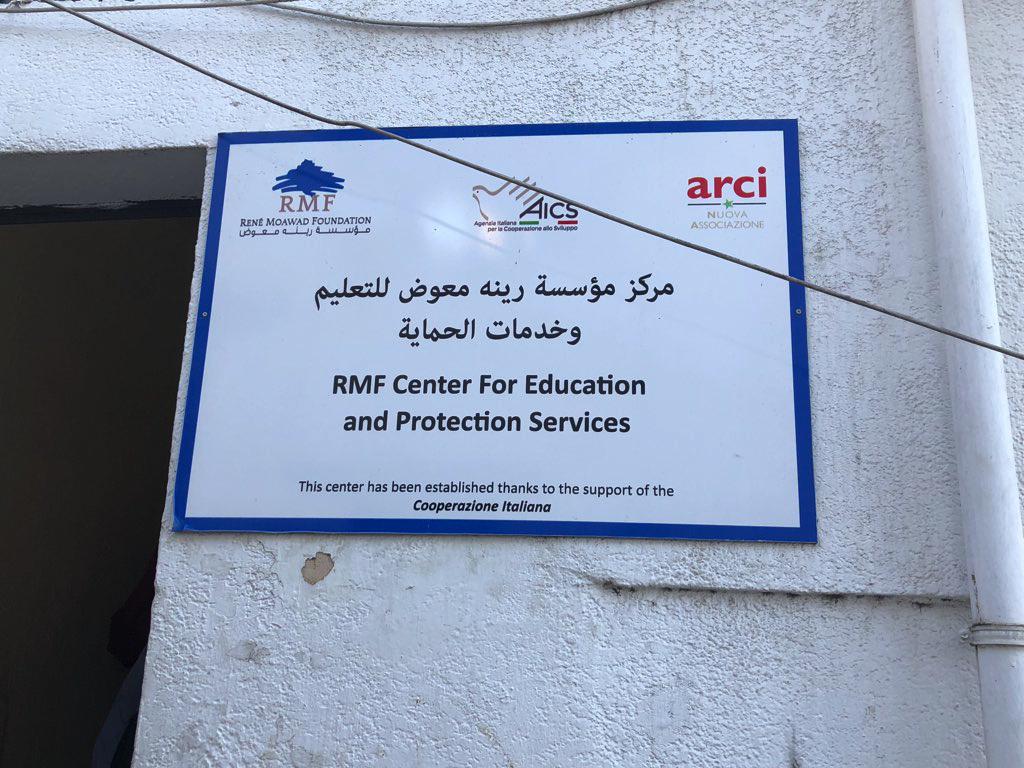 RMF
RENÉ MOAWAD FOUNDATION
مؤسسة رينه معوض
AICS
Agenzia Italiana
per la Cooperazione allo Sviluppo
arci
NUOVA
ASSOCIAZIONE
مركز مؤسسة رينه معوض للتعليم
وخدمات الحماية
RMF Center For Education
and Protection Services
This center has been established thanks to the support of the
Cooperazione Italiana